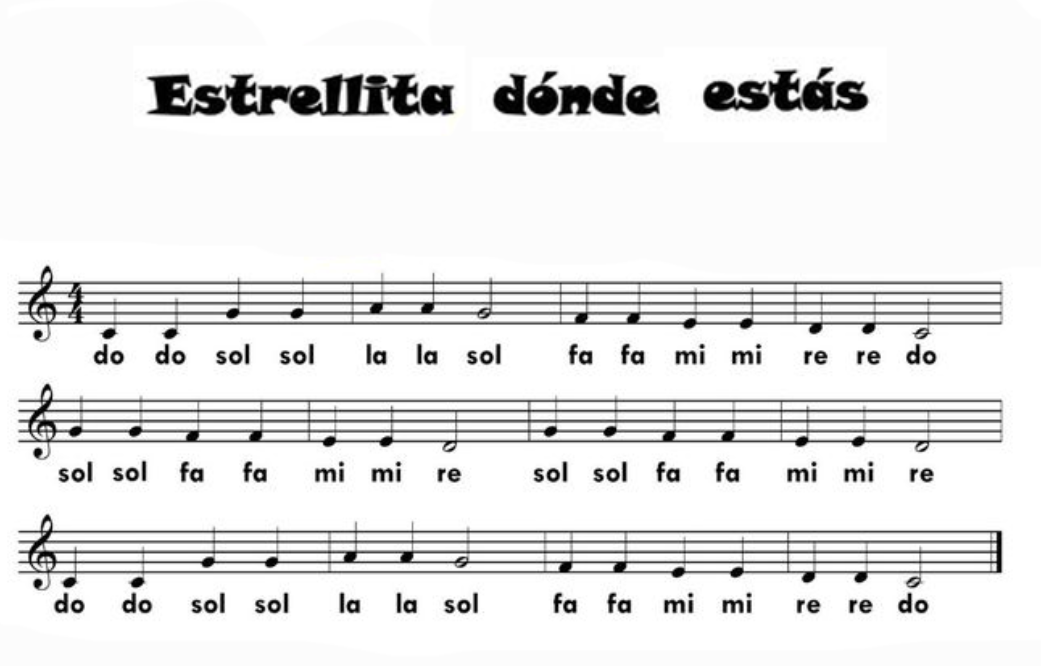 Estrellita dónde estás
4
4
do do sol sol la la sol fa fa mi mi re re do
sol sol fa fa mi mi re sol sol fa fa mi mi re
do do sol sol la la sol fa fa mi mi re re do